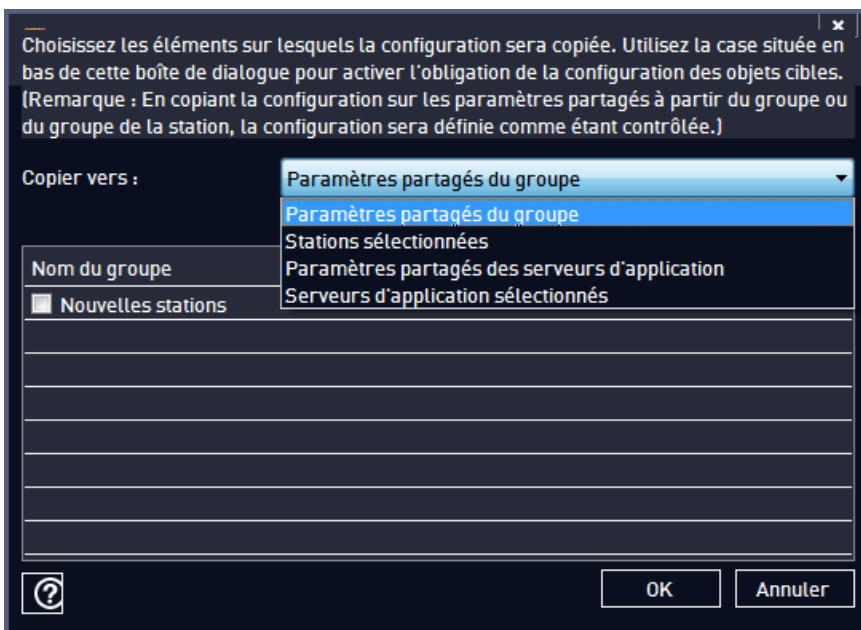 Choisissez les éléments sur lesquels la configuration sera copiée. Utilisez la case située en
bas de cette boîte de dialogue pour activer l'obligation de la configuration des objets cibles.
(Remarque : En copiant la configuration sur les paramètres partagés à partir du groupe ou
du groupe de la station, la configuration sera définie comme étant contrôlée.)
Copier vers :
Paramètres partagés du groupe
Paramètres partagés du groupe
Stations sélectionnées
Paramètres partagés des serveurs d'application
Serveurs d'application sélectionnés
Nom du groupe
Nouvelles stations
OK
Annuler